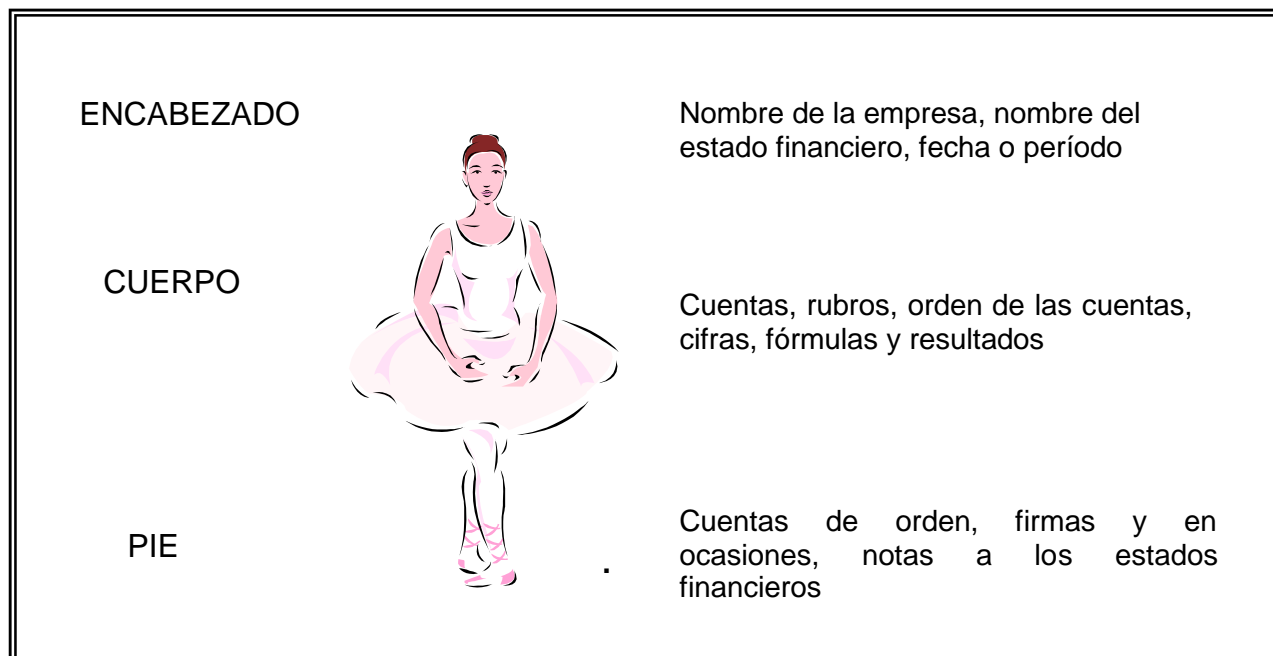 ENCABEZADO
Nombre de la empresa, nombre del
estado financiero, fecha o período
CUERPO
Cuentas, rubros, orden de las cuentas,
cifras, fórmulas y resultados
PIE
.
Cuentas de orden, firmas y en
ocasiones, notas a los estados
financieros